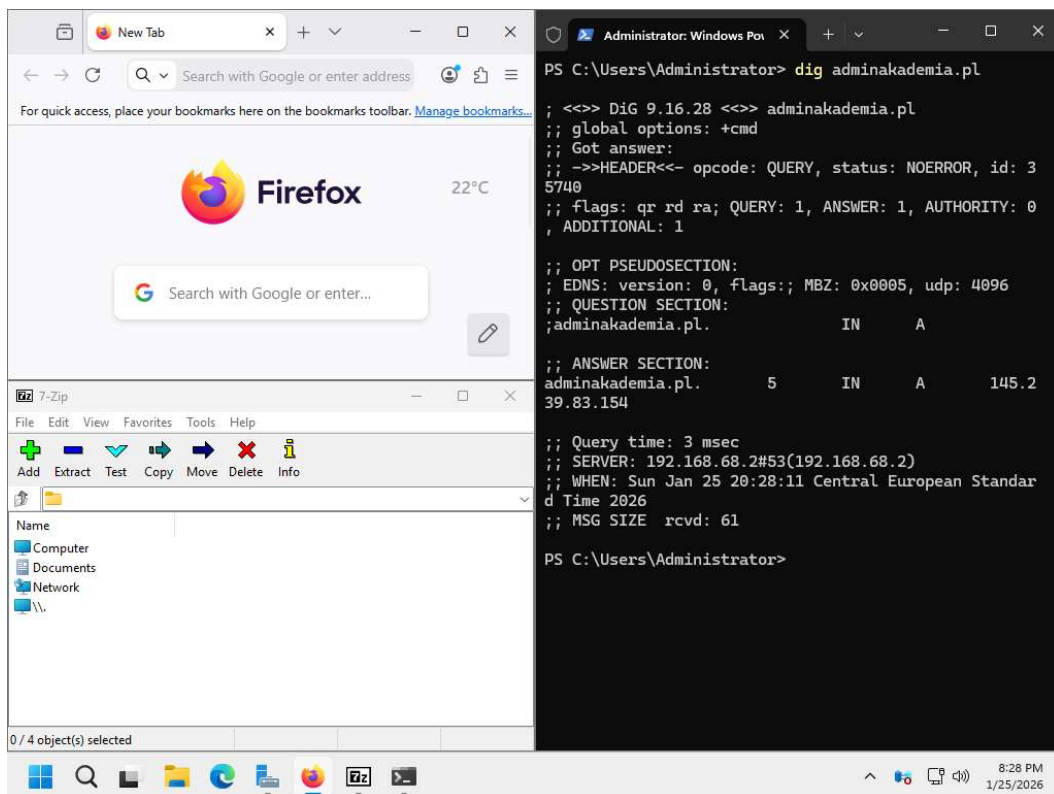 New Tab
Search with Google or enter address
For quick access, place your bookmarks here on the bookmarks toolbar. Manage bookmarks...
Firefox
22°C
Search with Google or enter...
7-Zip
File Edit View Favorites Tools Help
Add Extract Test Copy Move Delete Info
Name
Computer
Documents
Network
\\.
0 / 4 object(s) selected
Administrator: Windows Pow
PS C:\Users\Administrator> dig adminakademia.pl
; <<>> DiG 9.16.28 <<>> adminakademia.pl
;; global options: +cmd
;; Got answer:
;; ->>HEADER<<- opcode: QUERY, status: NOERROR, id: 3
5740
;; flags: qr rd ra; QUERY: 1, ANSWER: 1, AUTHORITY: 0
, ADDITIONAL: 1
;; OPT PSEUDOSECTION:
; EDNS: version: 0, flags:; MBZ: 0x0005, udp: 4096
;; QUESTION SECTION:
;adminakademia.pl. IN A
;; ANSWER SECTION:
adminakademia.pl. 5 IN A 145.2
39.83.154
;; Query time: 3 msec
;; SERVER: 192.168.68.2#53(192.168.68.2)
;; WHEN: Sun Jan 25 20:28:11 Central European Standar
d Time 2026
;; MSG SIZE rcvd: 61
PS C:\Users\Administrator>
8:28 PM
1/25/2026